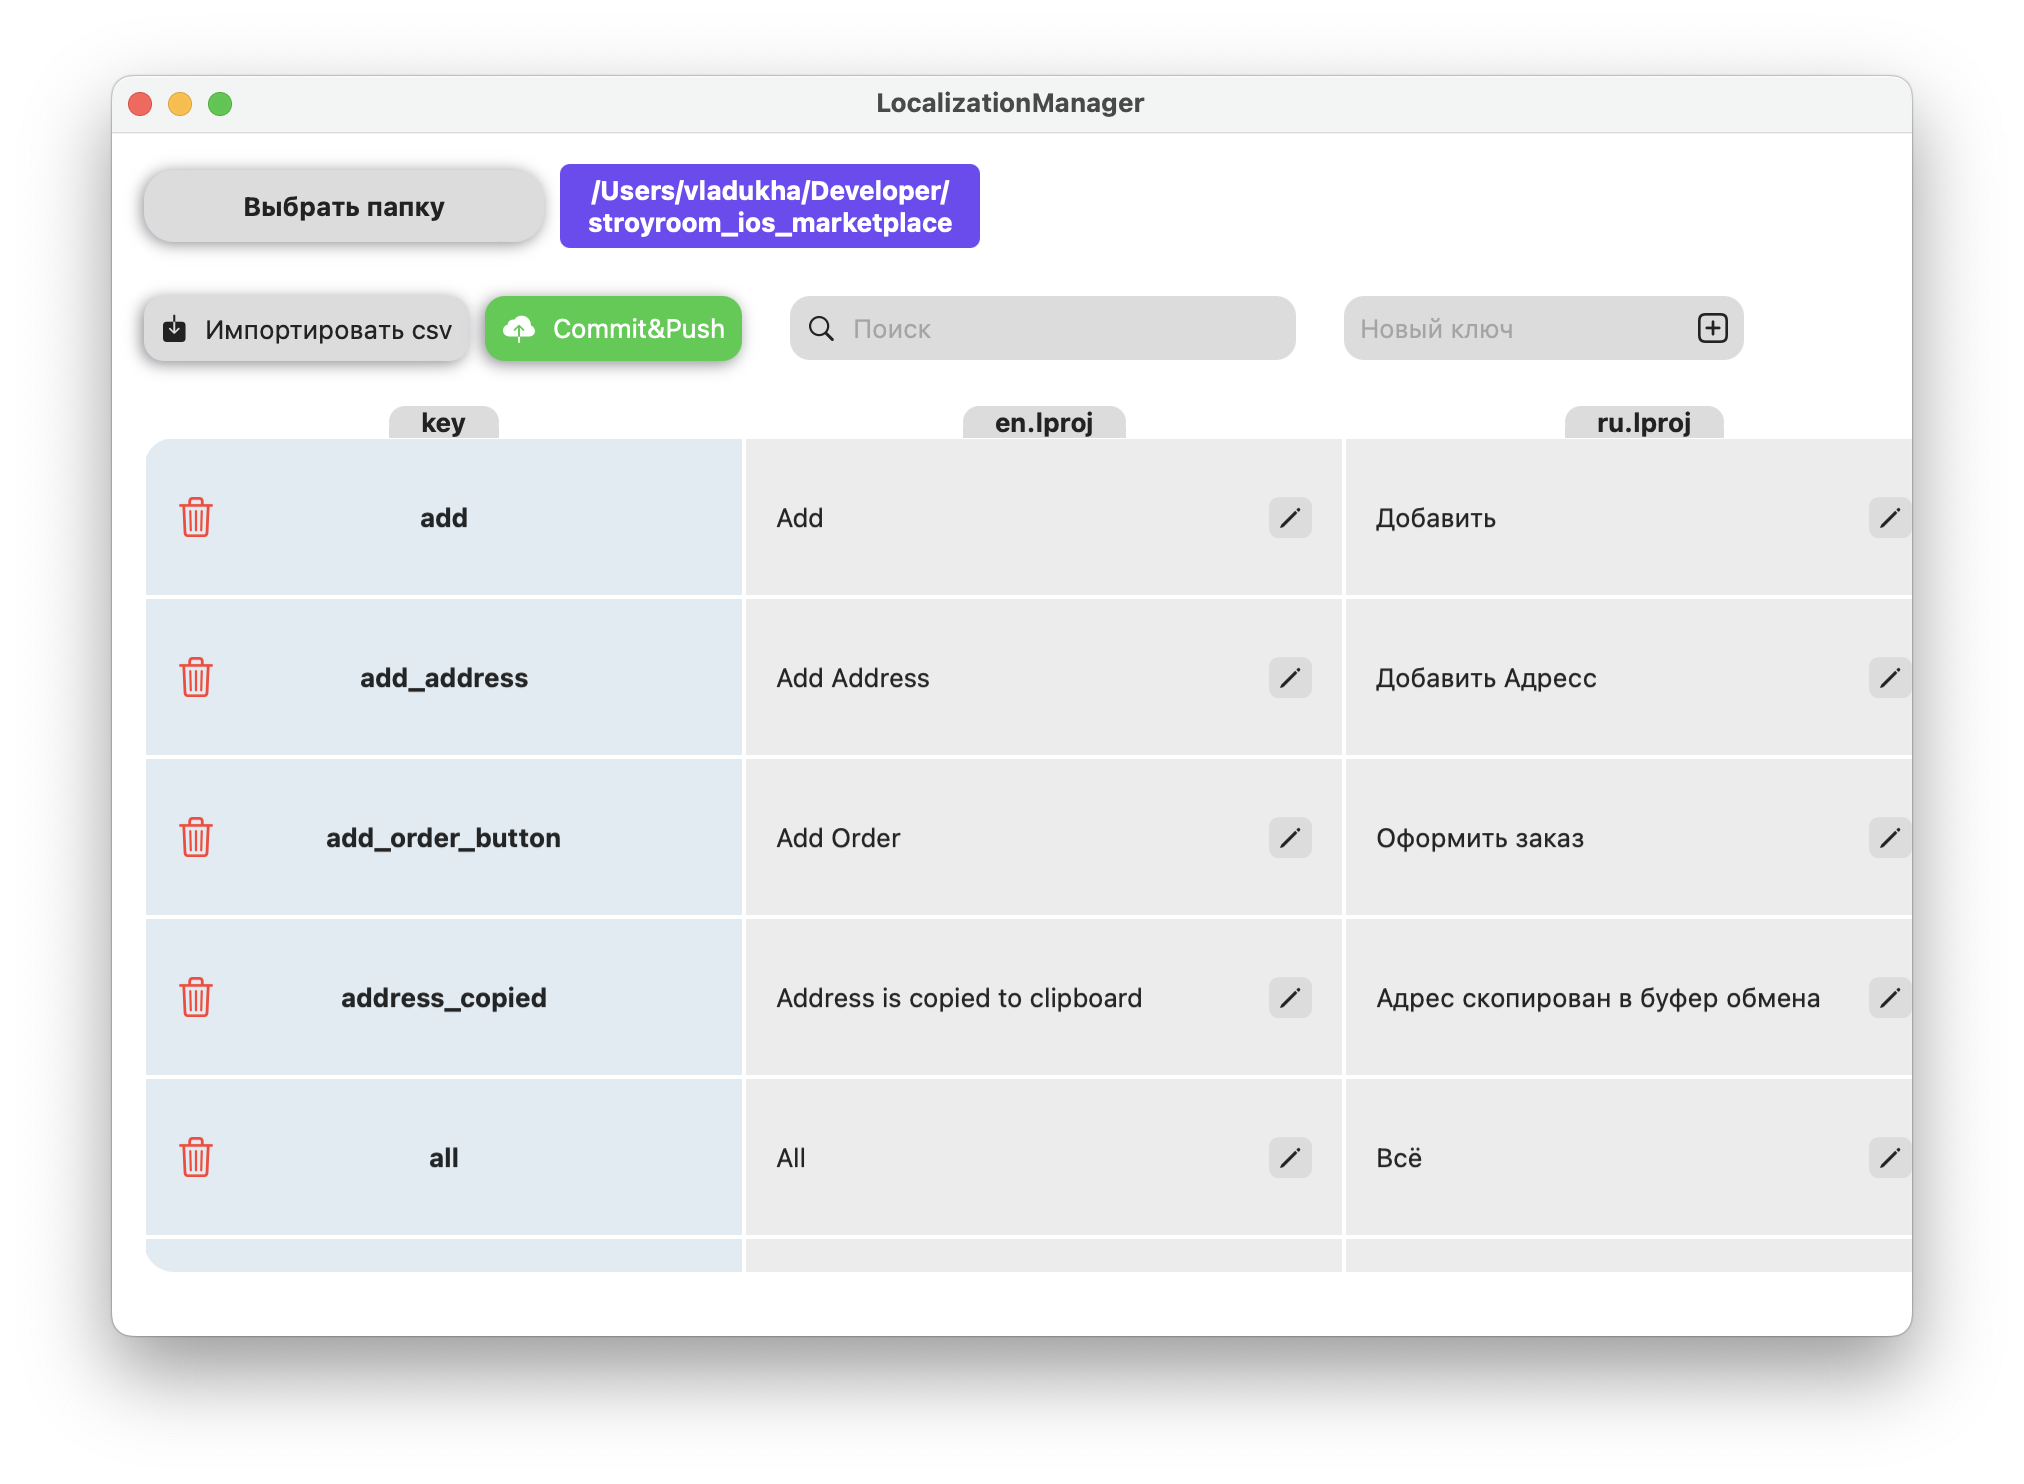 LocalizationManager
Выбрать папку
/Users/vladukha/Developer/
stroyroom_ios_marketplace
Импортировать csv
Commit&Push
Поиск
Новый ключ
key
en.lproj
ru.lproj
add
Add
Добавить
add_address
Add Address
Добавить Адресс
add_order_button
Add Order
Оформить заказ
address_copied
Address is copied to clipboard
Адрес скопирован в буфер обмена
all
All
Всё